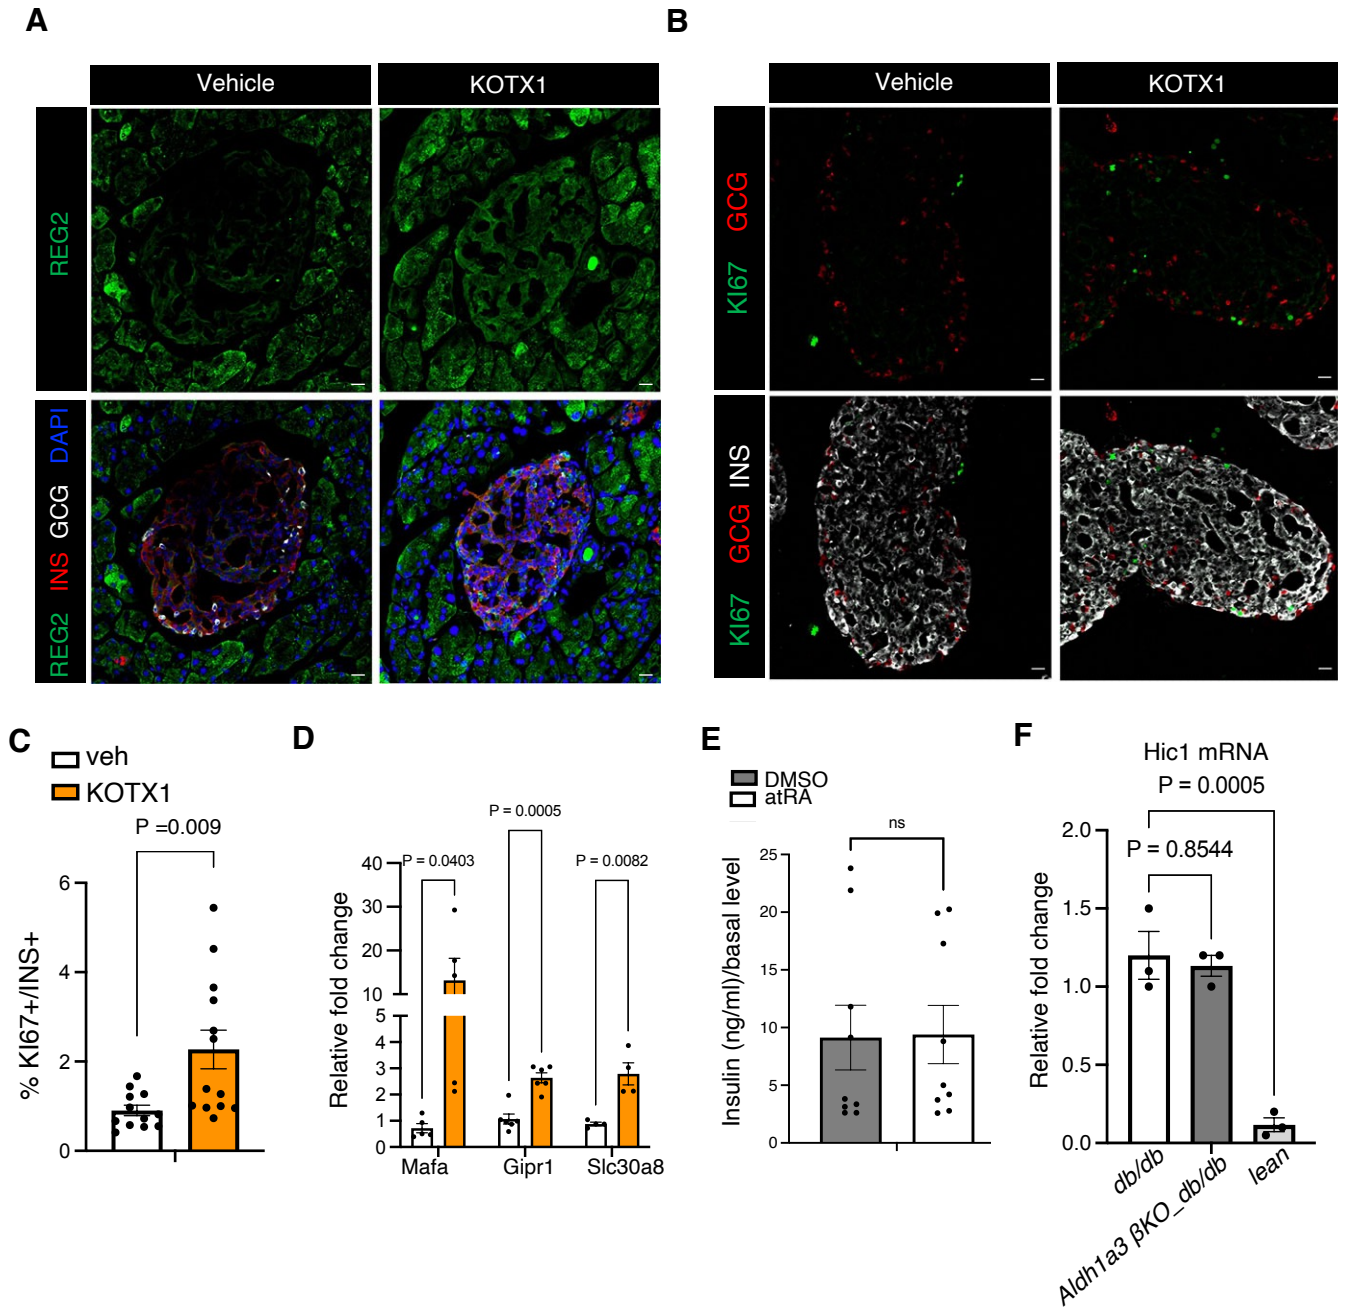 A
Vehicle
KOTX1
REG2
REG2 INS GCG DAPI
B
Vehicle
KOTX1
KI67 GCG
KI67 GCG INS
C
veh
KOTX1
P =0.009
% KI67+/INS+
6
4
2
0
D
P = 0.0403
P = 0.0005
P = 0.0082
Relative fold change
40
30
20
10
5
4
3
2
1
0
Mafa
Gipr1
Slc30a8
E
DMSO
atRA
ns
Insulin (ng/ml)/basal level
25
20
15
10
5
0
F
Hic1 mRNA
P = 0.0005
P = 0.8544
Relative fold change
2.0
1.5
1.0
0.5
0.0
db/db
Aldh1a3 βKO_db/db
lean